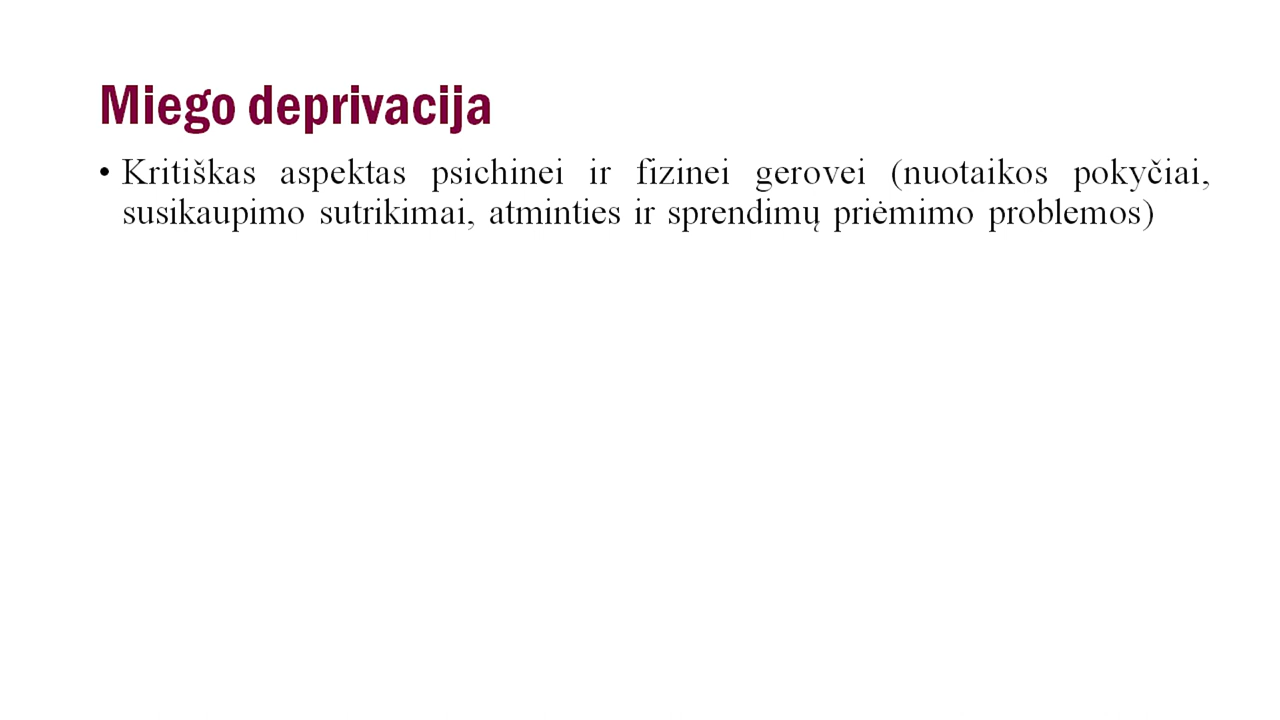 Miego deprivacija
• Kritiškas aspektas psichinei ir fizinei gerovei (nuotaikos pokyčiai,
susikaupimo sutrikimai, atminties ir sprendimų priėmimo problemos)